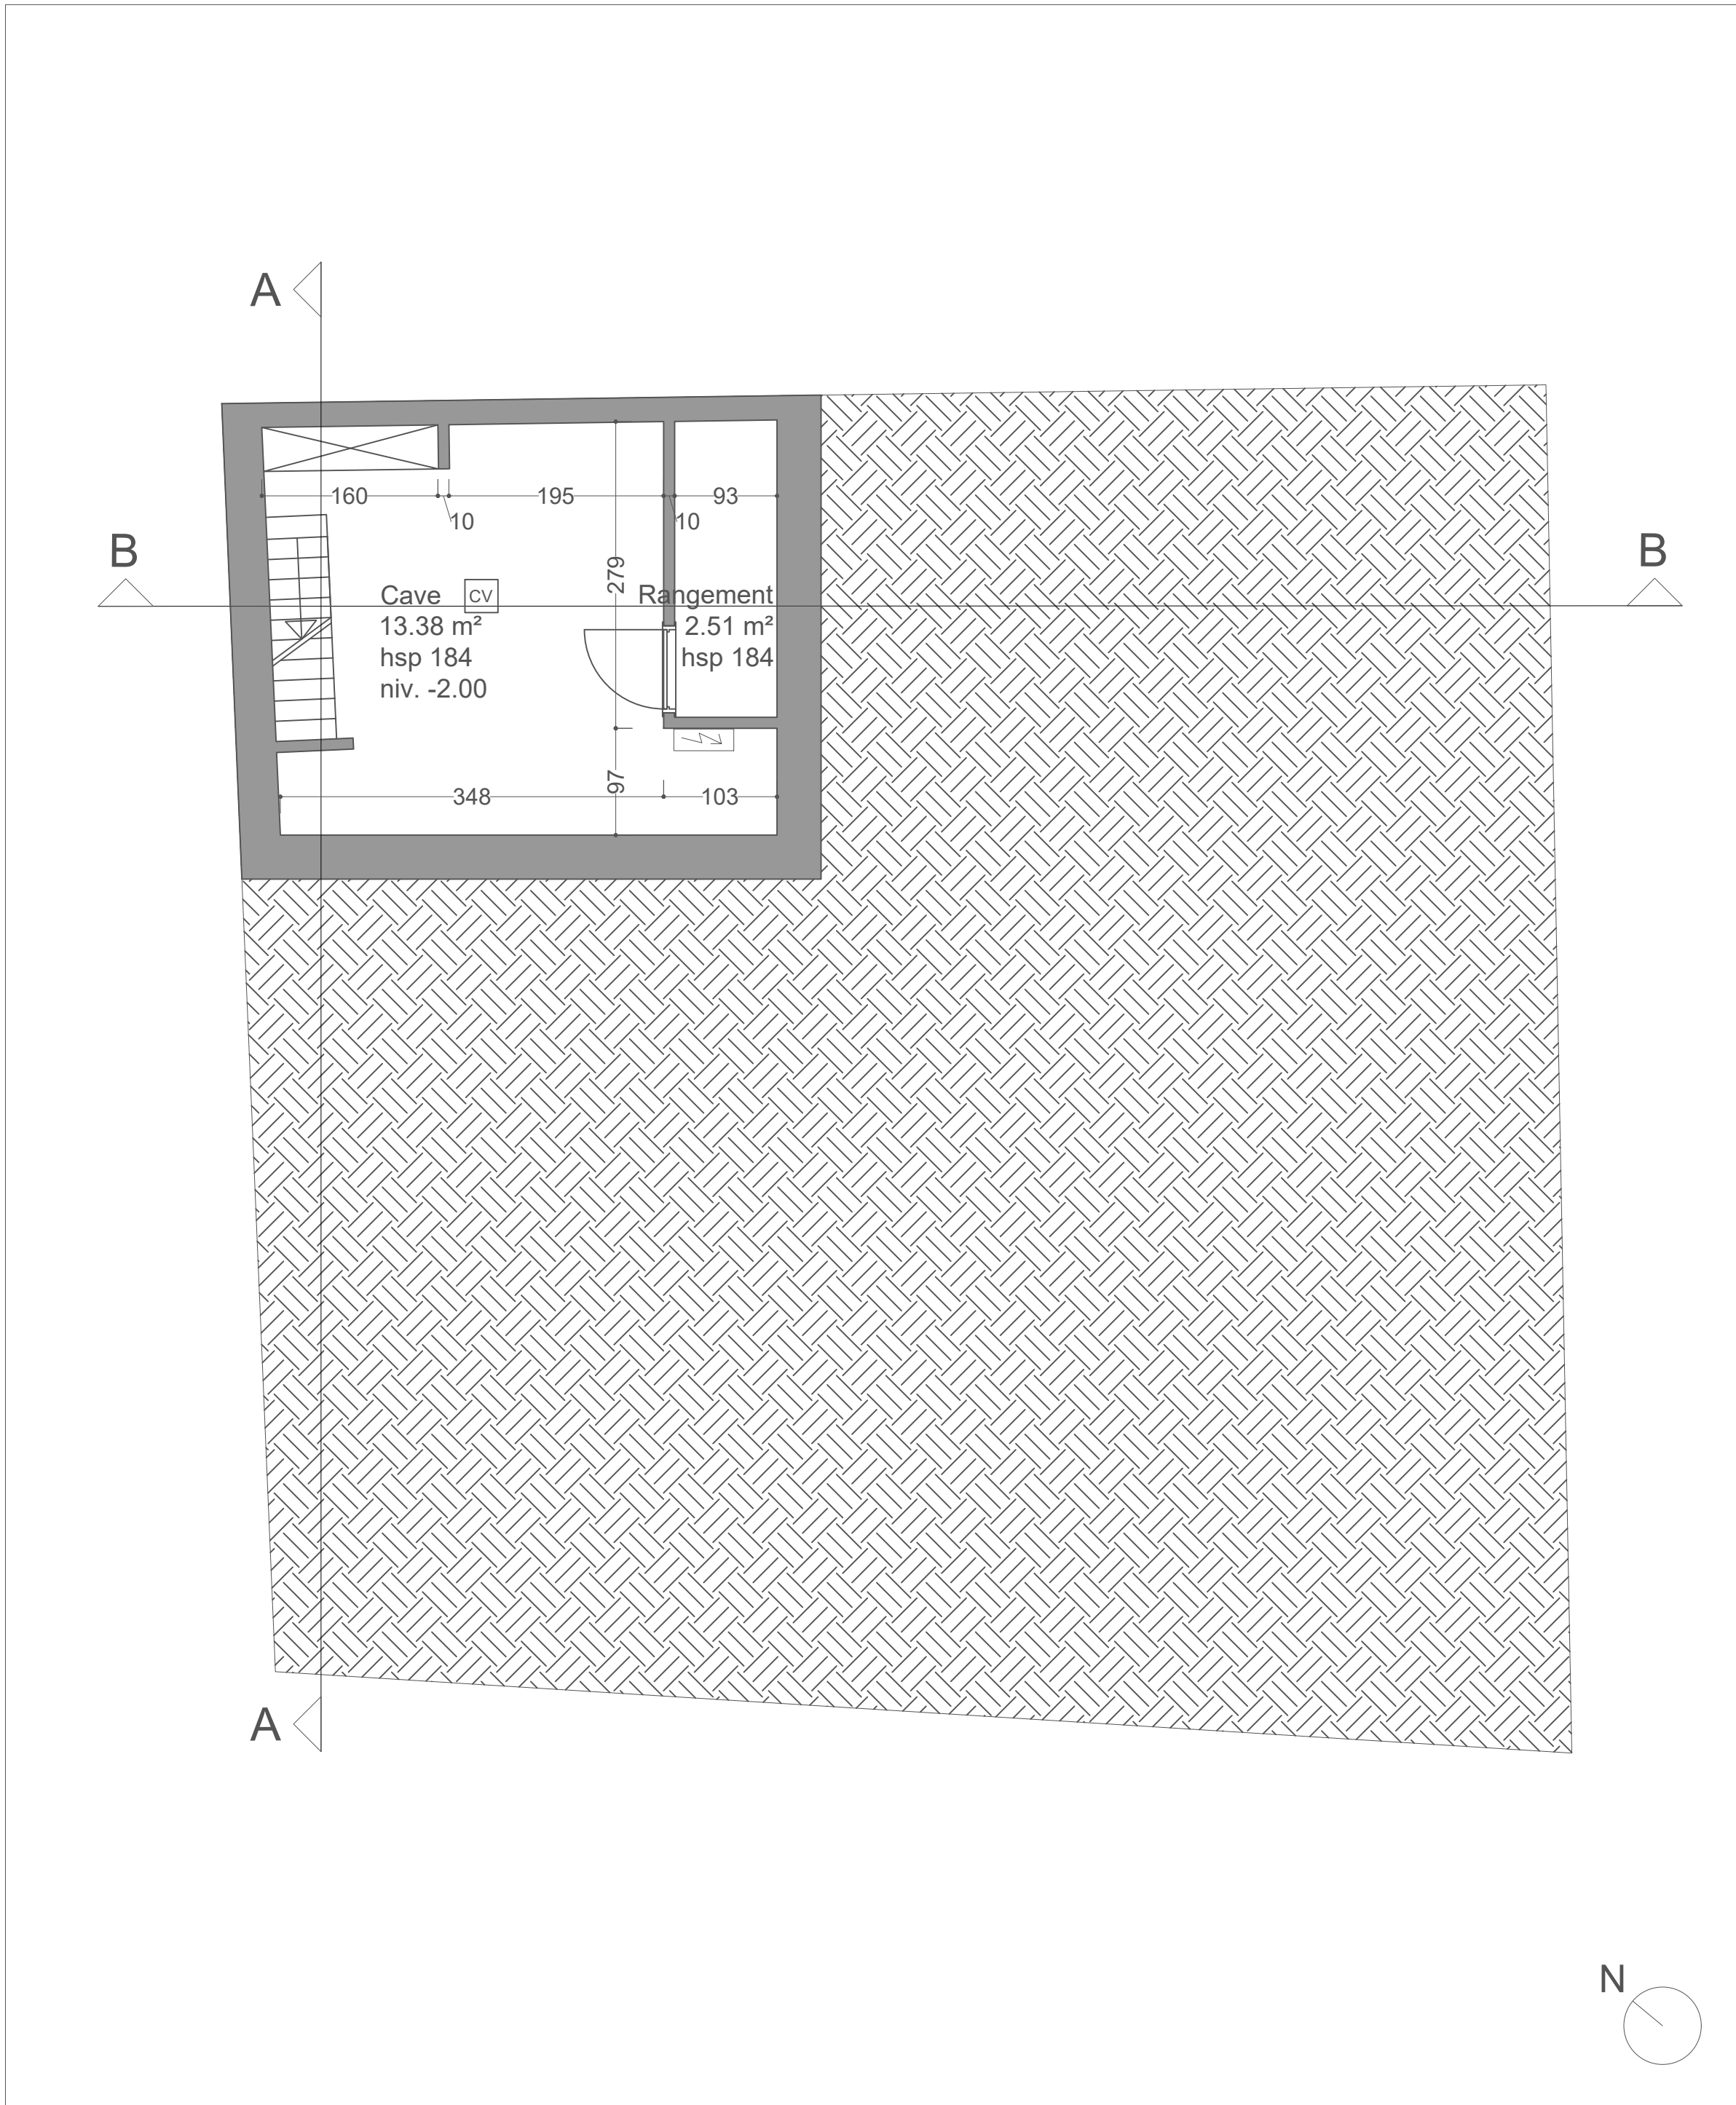 A
160
195
93
10
10
B
B
279
Cave
CV
Rangement
13.38 m²
2.51 m²
hsp 184
hsp 184
niv. -2.00
97
348
103
A
N